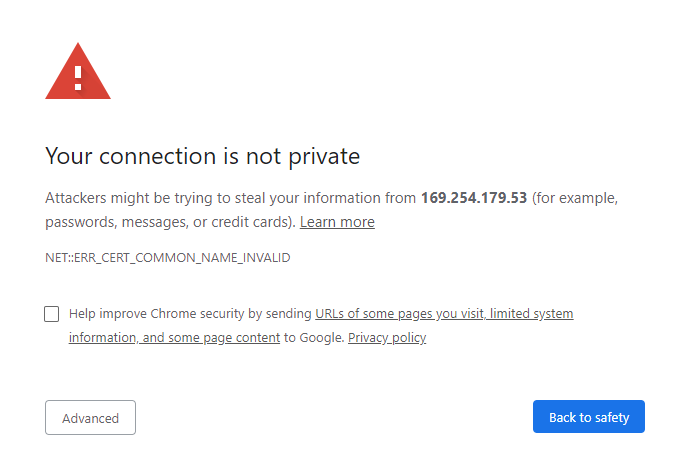 Your connection is not private
Attackers might be trying to steal your information from 169.254.179.53 (for example,
passwords, messages, or credit cards). Learn more
NET::ERR_CERT_COMMON_NAME_INVALID
Help improve Chrome security by sending URLs of some pages you visit, limited system
information, and some page content to Google. Privacy policy
Advanced
Back to safety